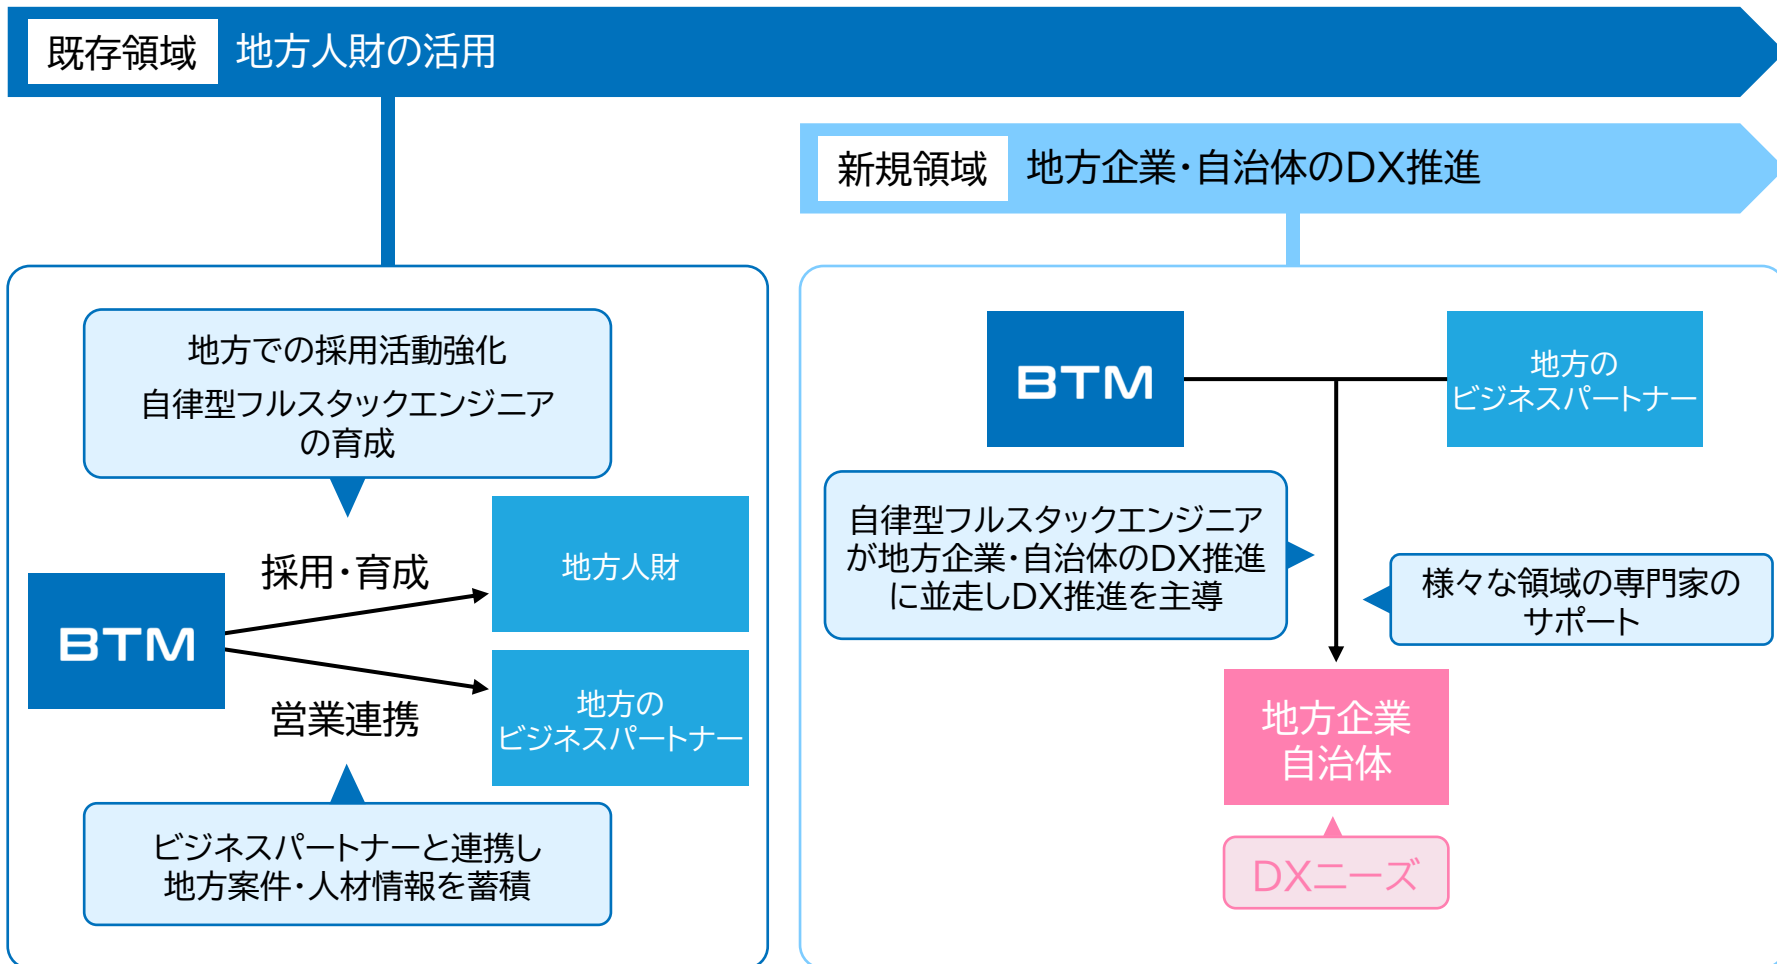 既存領域
地方人財の活用
新規領域
地方企業・自治体のDX推進
地方での採用活動強化
自律型フルスタックエンジニア
の育成
採用・育成
地方人財
BTM
営業連携
地方の
ビジネスパートナー
ビジネスパートナーと連携し
地方案件・人材情報を蓄積
BTM
地方の
ビジネスパートナー
自律型フルスタックエンジニア
が地方企業・自治体のDX推進
に並走しDX推進を主導
様々な領域の専門家の
サポート
地方企業
自治体
DXニーズ